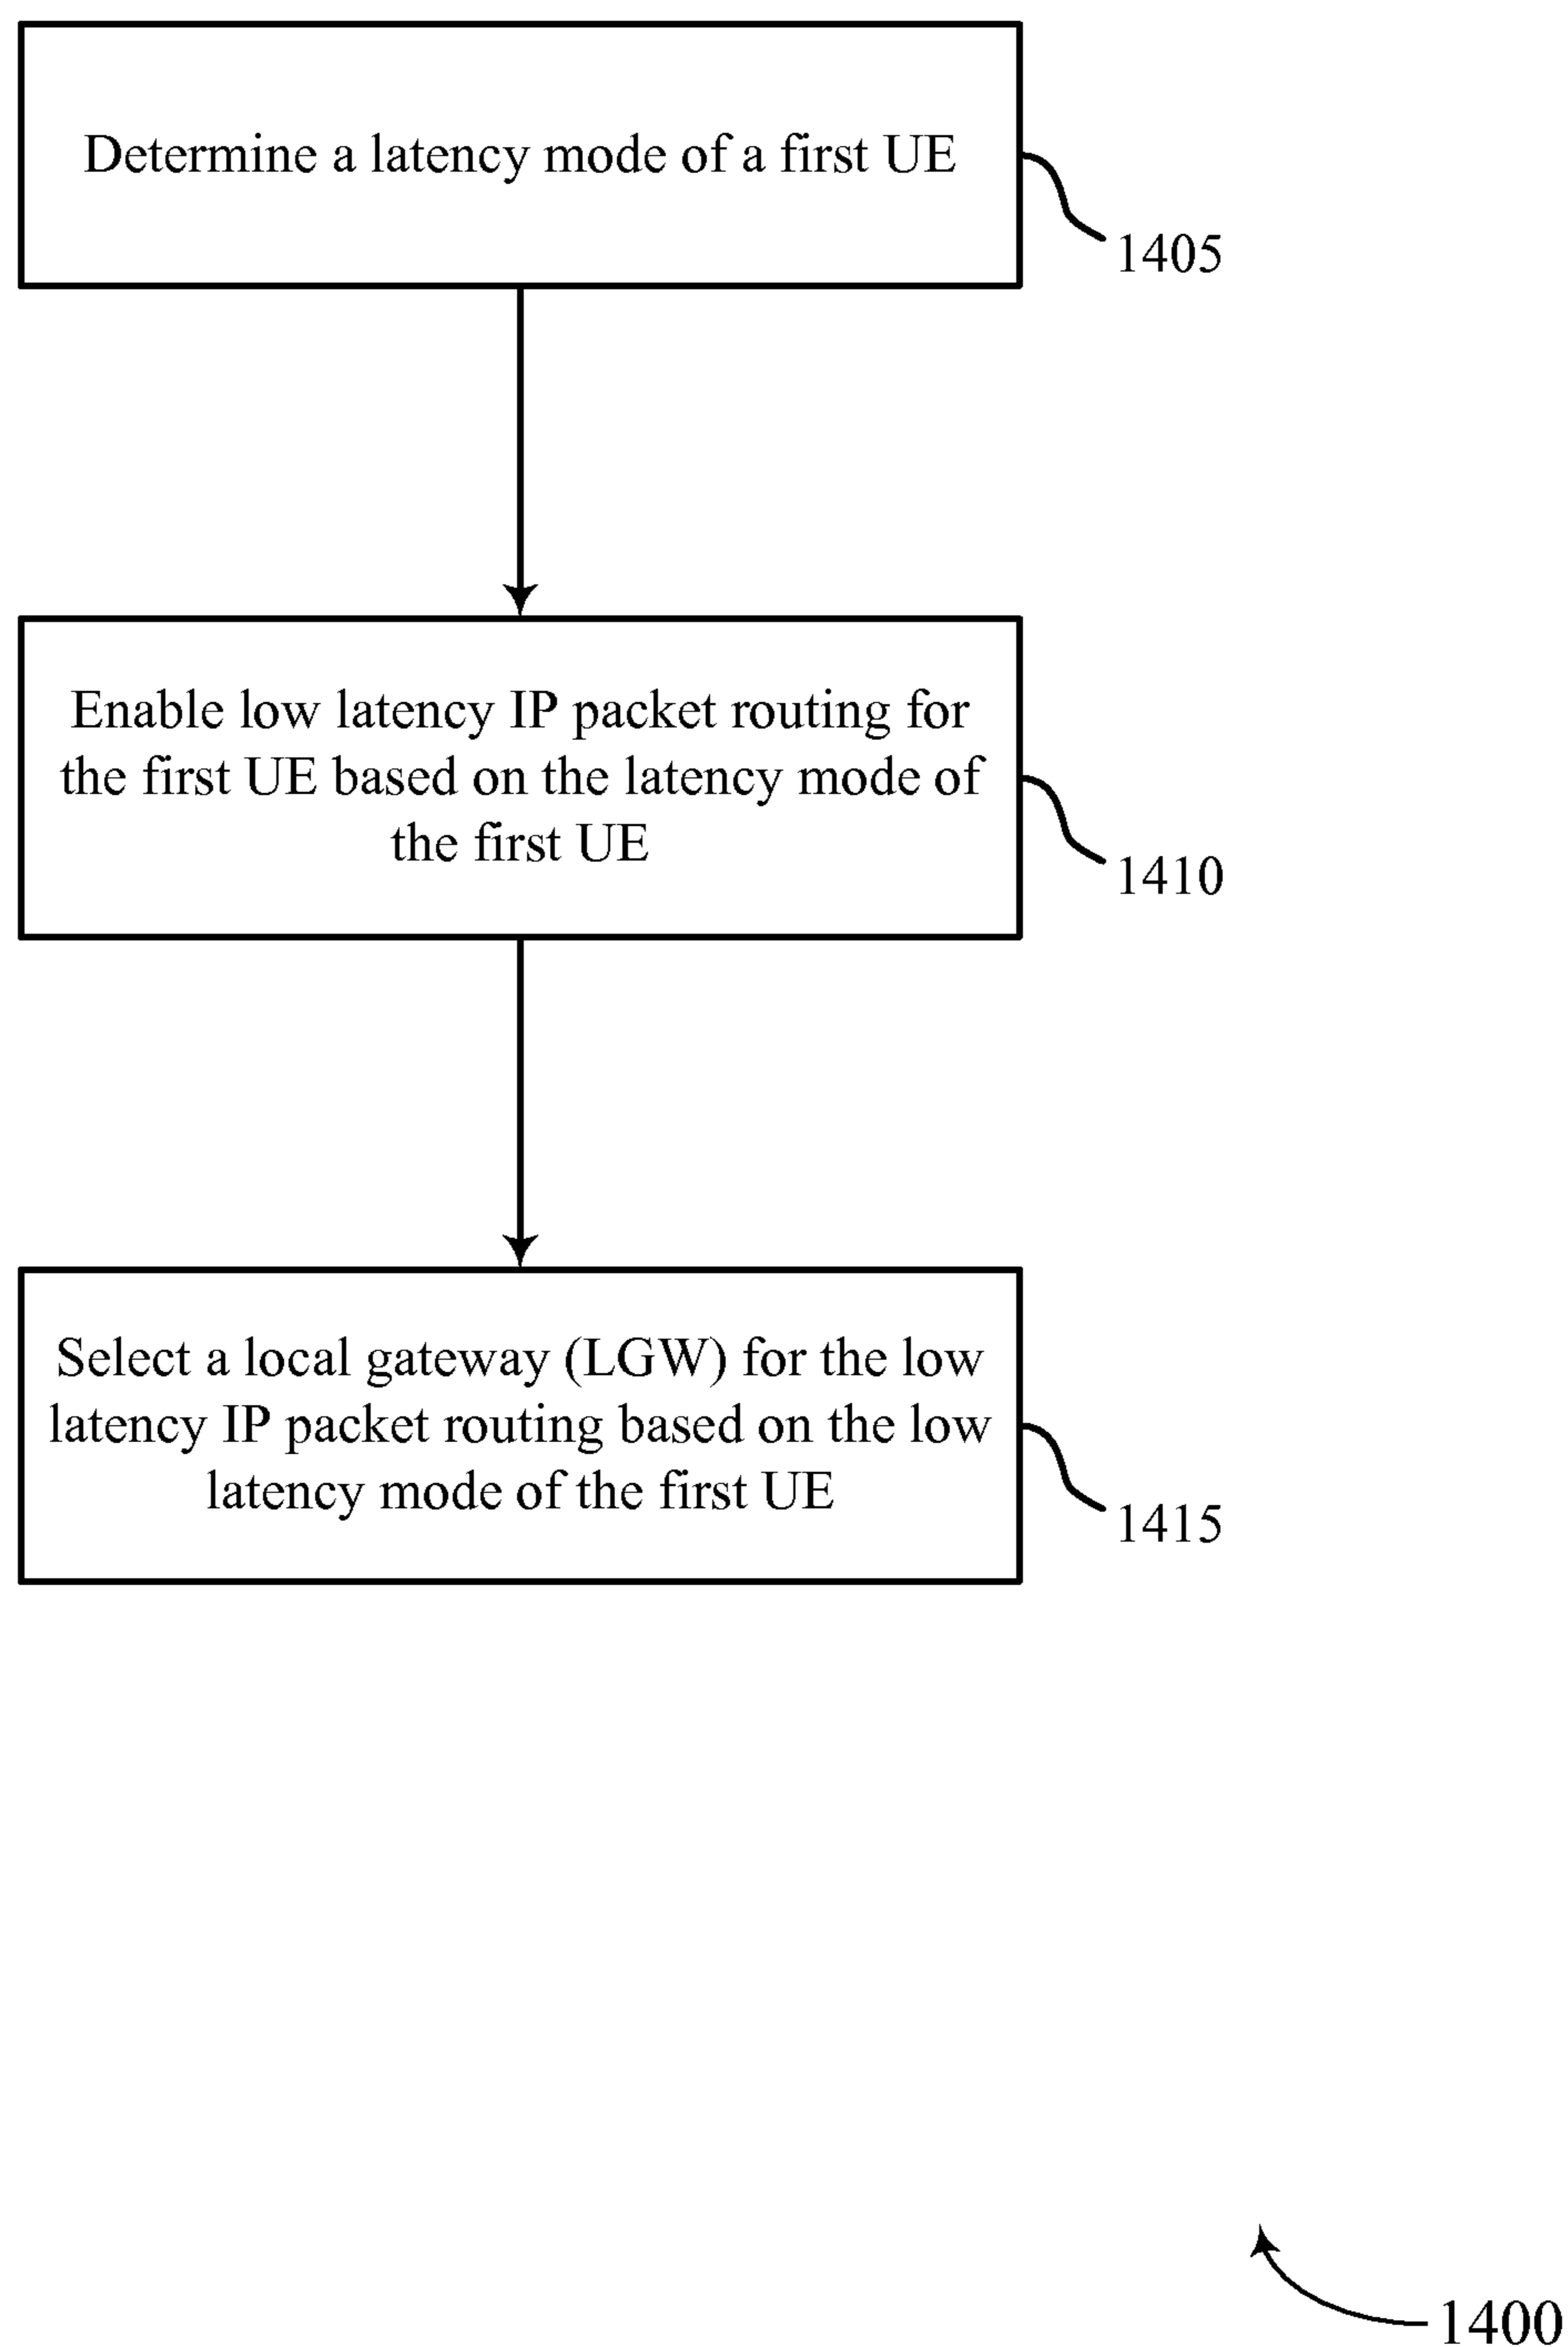 Determine a latency mode of a first UE
1405
Enable low latency IP packet routing for
the first UE based on the latency mode of
the first UE
1410
Select a local gateway (LGW) for the low
latency IP packet routing based on the low
latency mode of the first UE
1415
1400